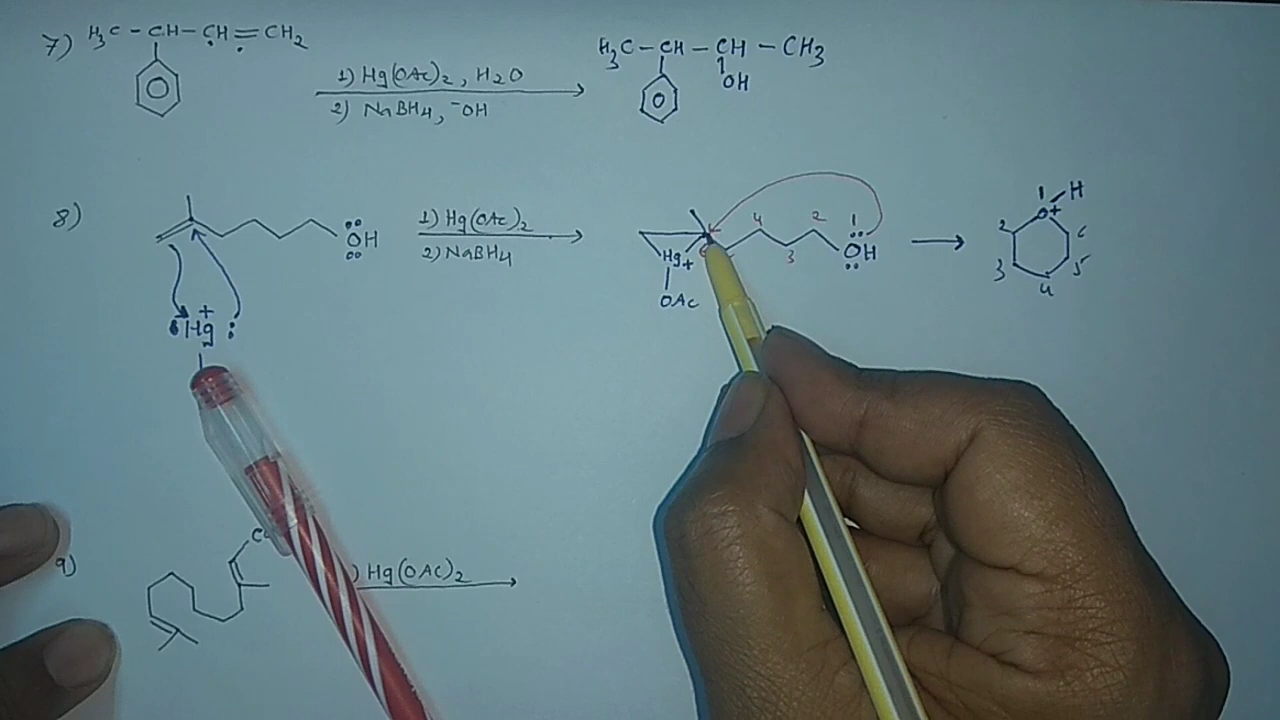 7) H₃C – CH – CH = CH₂
1) Hg(OAc)₂, H₂O
2) NaBH₄, ⁻OH
H₃C – CH – CH – CH₃
OH
8)
ÖH
1) Hg(OAc)₂
2) NaBH₄
Hg+
OAc
1 2 3 4
ÖH
1 H
O+
2 6
3 5
4
+
:Hg:
9)
) Hg(OAc)₂